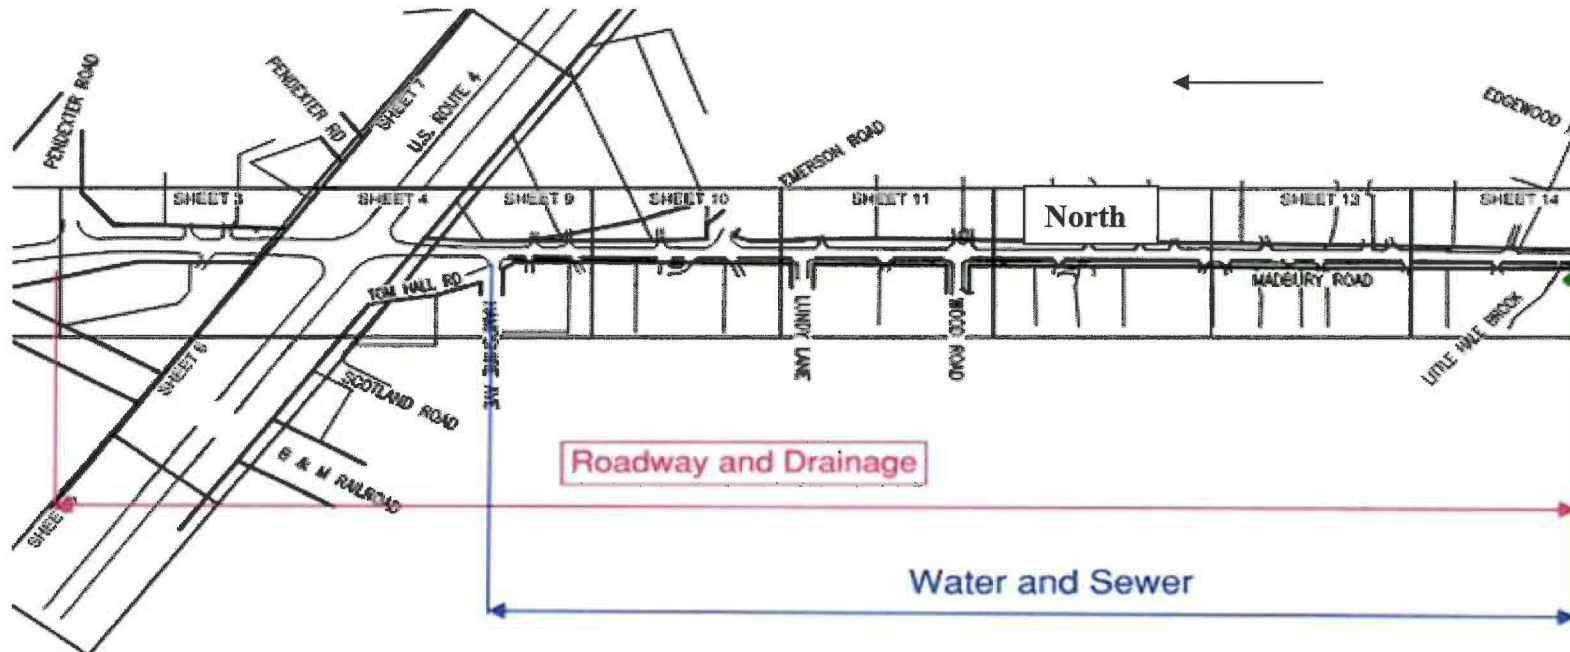 PENDEXTER ROAD
PENDEXTER RD
SHEET 7
U.S. ROUTE 4
EMERSON ROAD
EDGEWOOD
SHEET 3
SHEET 4
SHEET 9
SHEET 10
SHEET 11
North
SHEET 13
SHEET 14
TOM HALL RD
MADBURY ROAD
LUNDY LANE
WOOD ROAD
LITTLE HALE BROOK
SHEET 6
SCOTLAND ROAD
B & M RAILROAD
SHEET
Roadway and Drainage
Water and Sewer